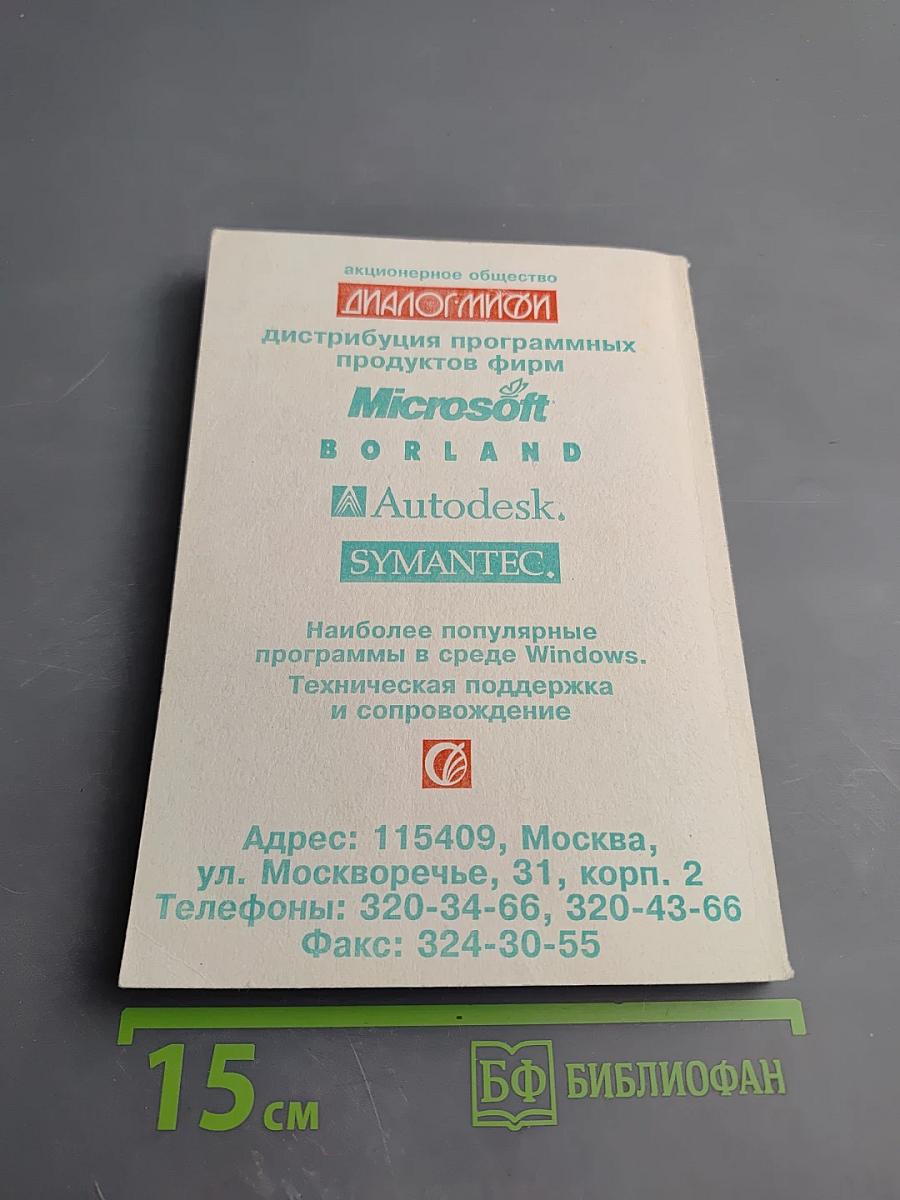 акционерное общество
ДИАЛОГ·МИФИ
дистрибуция программных
продуктов фирм
Microsoft
BORLAND
Autodesk.
SYMANTEC.
Наиболее популярные
программы в среде Windows.
Техническая поддержка
и сопровождение
Адрес: 115409, Москва,
ул. Москворечье, 31, корп. 2
Телефоны: 320-34-66, 320-43-66
Факс: 324-30-55
15 см
БФ БИБЛИОФАН